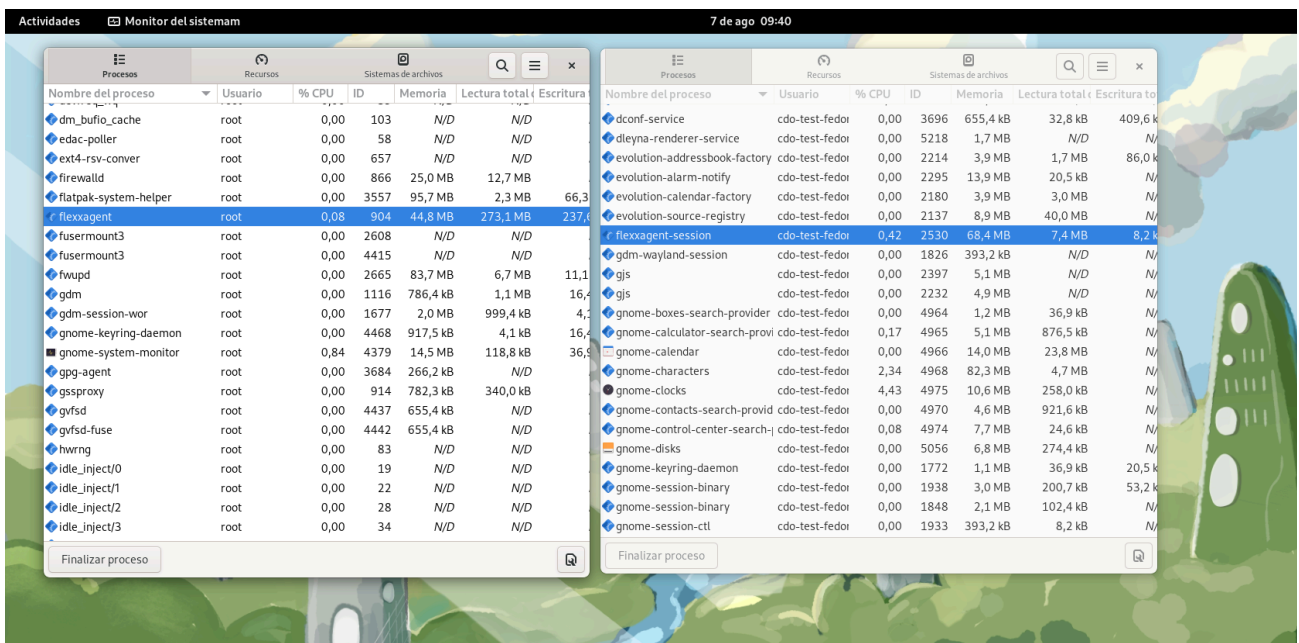 Actividades Monitor del sistemam 7 de ago 09:40
Procesos Recursos Sistemas de archivos
Nombre del proceso Usuario % CPU ID Memoria Lectura total Escritura
dm_bufio_cache root 0,00 103 N/D N/D
edac-poller root 0,00 58 N/D N/D
ext4-rsv-conver root 0,00 657 N/D N/D
firewalld root 0,00 866 25,0 MB 12,7 MB
flatpak-system-helper root 0,00 3557 95,7 MB 2,3 MB 66,3
flexxagent root 0,08 904 44,8 MB 273,1 MB 237,6
fusermount3 root 0,00 2608 N/D N/D
fusermount3 root 0,00 4415 N/D N/D
fwupd root 0,00 2665 83,7 MB 6,7 MB 11,1
gdm root 0,00 1116 786,4 kB 1,1 MB 16,4
gdm-session-wor root 0,00 1677 2,0 MB 999,4 kB 4,1
gnome-keyring-daemon root 0,00 4468 917,5 kB 4,1 kB 16,4
gnome-system-monitor root 0,84 4379 14,5 MB 118,8 kB 36,9
gpg-agent root 0,00 3684 266,2 kB N/D
gssproxy root 0,00 914 782,3 kB 340,0 kB
gvfsd root 0,00 4437 655,4 kB N/D
gvfsd-fuse root 0,00 4442 655,4 kB N/D
hwrng root 0,00 83 N/D N/D
idle_inject/0 root 0,00 19 N/D N/D
idle_inject/1 root 0,00 22 N/D N/D
idle_inject/2 root 0,00 28 N/D N/D
idle_inject/3 root 0,00 34 N/D N/D
Finalizar proceso
Procesos Recursos Sistemas de archivos
Nombre del proceso Usuario % CPU ID Memoria Lectura total Escritura to
dconf-service cdo-test-fedor 0,00 3696 655,4 kB 32,8 kB 409,6 k
dleyna-renderer-service cdo-test-fedor 0,00 5218 1,7 MB N/D N/
evolution-addressbook-factory cdo-test-fedor 0,00 2214 3,9 MB 1,7 MB 86,0 k
evolution-alarm-notify cdo-test-fedor 0,00 2295 13,9 MB 20,5 kB N/
evolution-calendar-factory cdo-test-fedor 0,00 2180 3,9 MB 3,0 MB N/
evolution-source-registry cdo-test-fedor 0,00 2137 8,9 MB 40,0 MB N/
flexxagent-session cdo-test-fedor 0,42 2530 68,4 MB 7,4 MB 8,2 k
gdm-wayland-session cdo-test-fedor 0,00 1826 393,2 kB N/D N/
gjs cdo-test-fedor 0,00 2397 5,1 MB N/D N/
gjs cdo-test-fedor 0,00 2232 4,9 MB N/D N/
gnome-boxes-search-provider cdo-test-fedor 0,00 4964 1,2 MB 36,9 kB N/
gnome-calculator-search-provi cdo-test-fedor 0,17 4965 5,1 MB 876,5 kB N/
gnome-calendar cdo-test-fedor 0,00 4966 14,0 MB 23,8 MB N/
gnome-characters cdo-test-fedor 2,34 4968 82,3 MB 4,7 MB N/
gnome-clocks cdo-test-fedor 4,43 4975 10,6 MB 258,0 kB N/
gnome-contacts-search-provid cdo-test-fedor 0,00 4970 4,6 MB 921,6 kB N/
gnome-control-center-search- cdo-test-fedor 0,08 4974 7,7 MB 24,6 kB N/
gnome-disks cdo-test-fedor 0,00 5056 6,8 MB 274,4 kB N/
gnome-keyring-daemon cdo-test-fedor 0,00 1772 1,1 MB 36,9 kB 20,5 k
gnome-session-binary cdo-test-fedor 0,00 1938 3,0 MB 200,7 kB 53,2 k
gnome-session-binary cdo-test-fedor 0,00 1848 2,1 MB 102,4 kB N/
gnome-session-ctl cdo-test-fedor 0,00 1933 393,2 kB 8,2 kB N/
Finalizar proceso